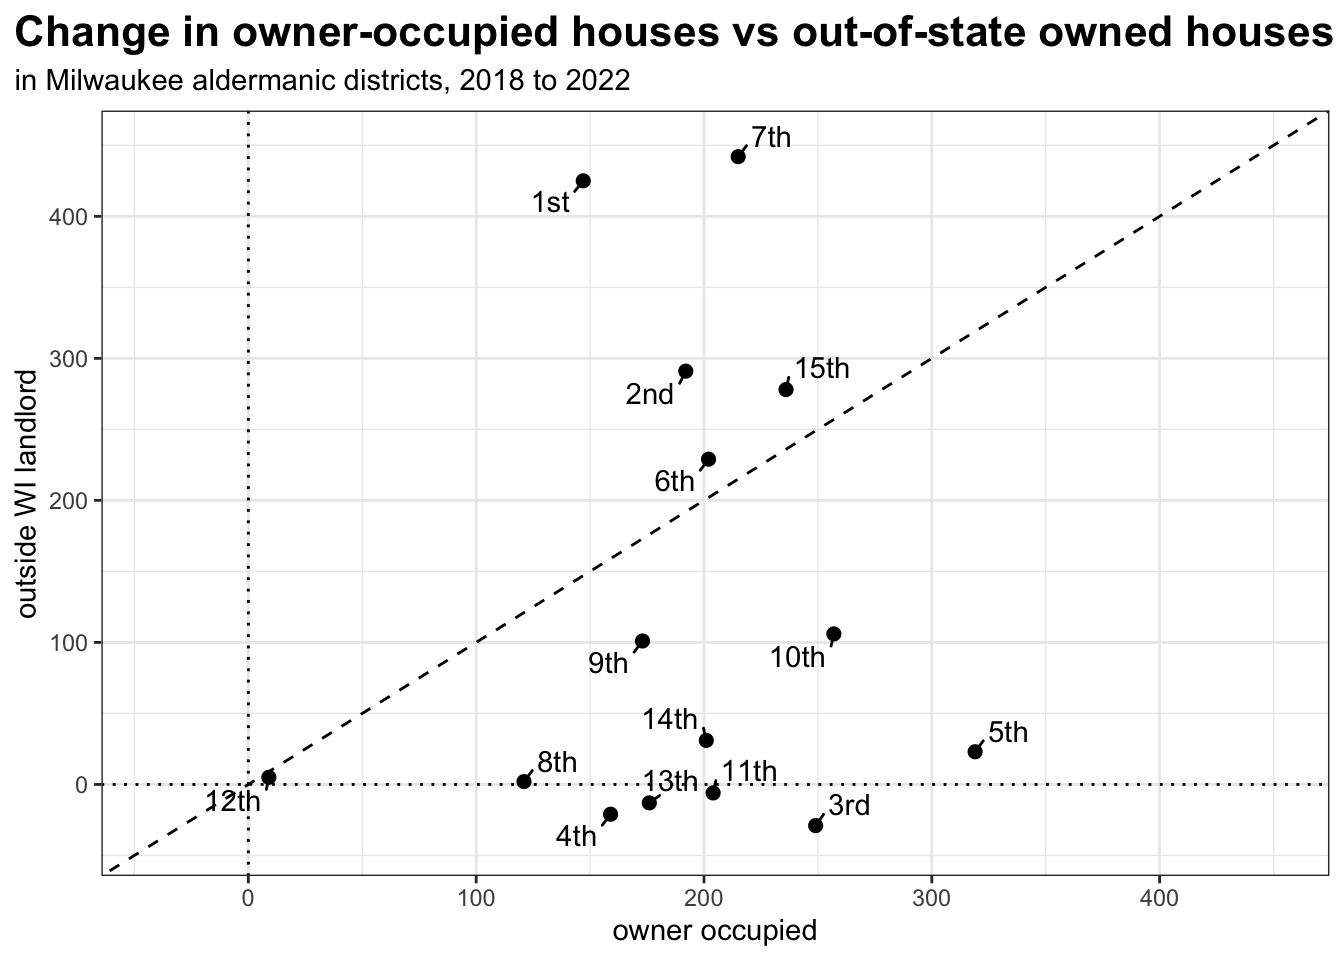 Change in owner-occupied houses vs out-of-state owned houses
in Milwaukee aldermanic districts, 2018 to 2022
7th
1st
400
15th
300
2nd
6th
200
outside WI landlord
9th
10th
100
14th
5th
8th
13th
11th
0
12th
3rd
4th
0 100 200 300 400
owner occupied